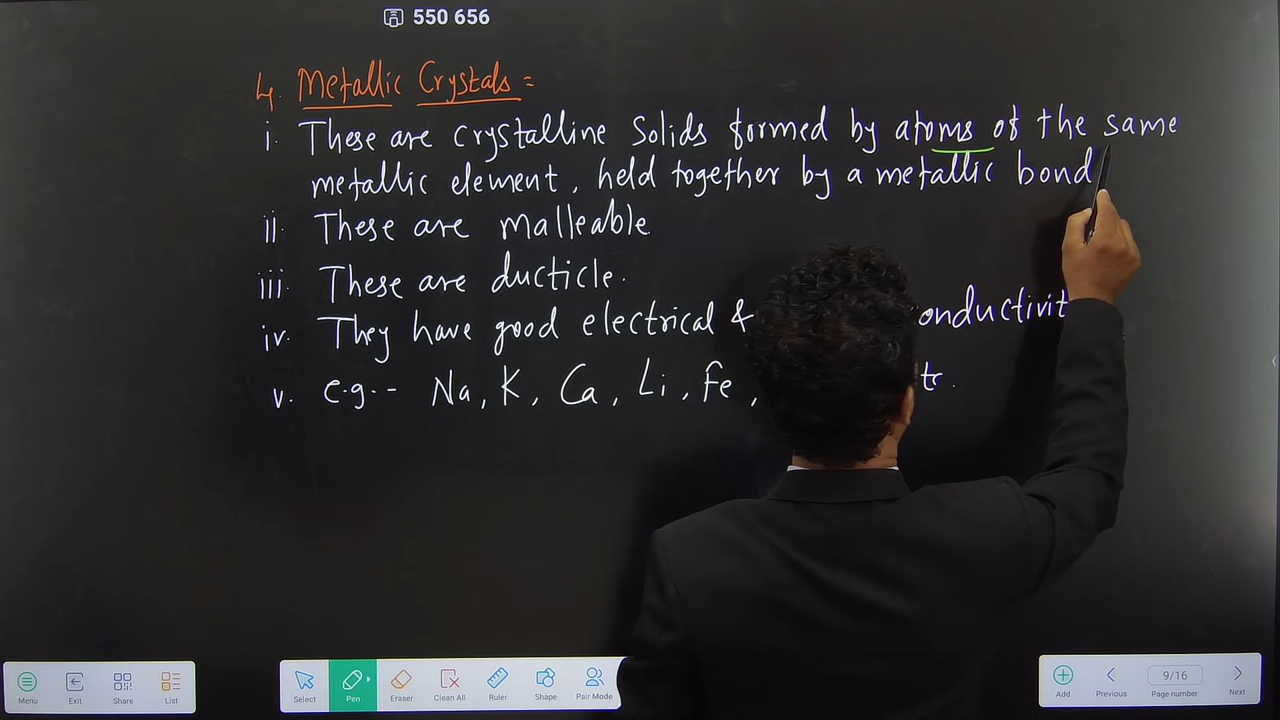 550 656
4. Metallic Crystals =
i. These are crystalline Solids formed by atoms of the same
metallic element, held together by a metallic bond
ii. These are malleable.
iii. These are ducticle.
iv. They have good electrical & onductivit
v. e.g.- Na, K, Ca, Li, Fe, tc.
Menu Exit Share List
Select Pen Eraser Clean All Ruler Shape Pair Mode
Add Previous 9/16 Page number Next